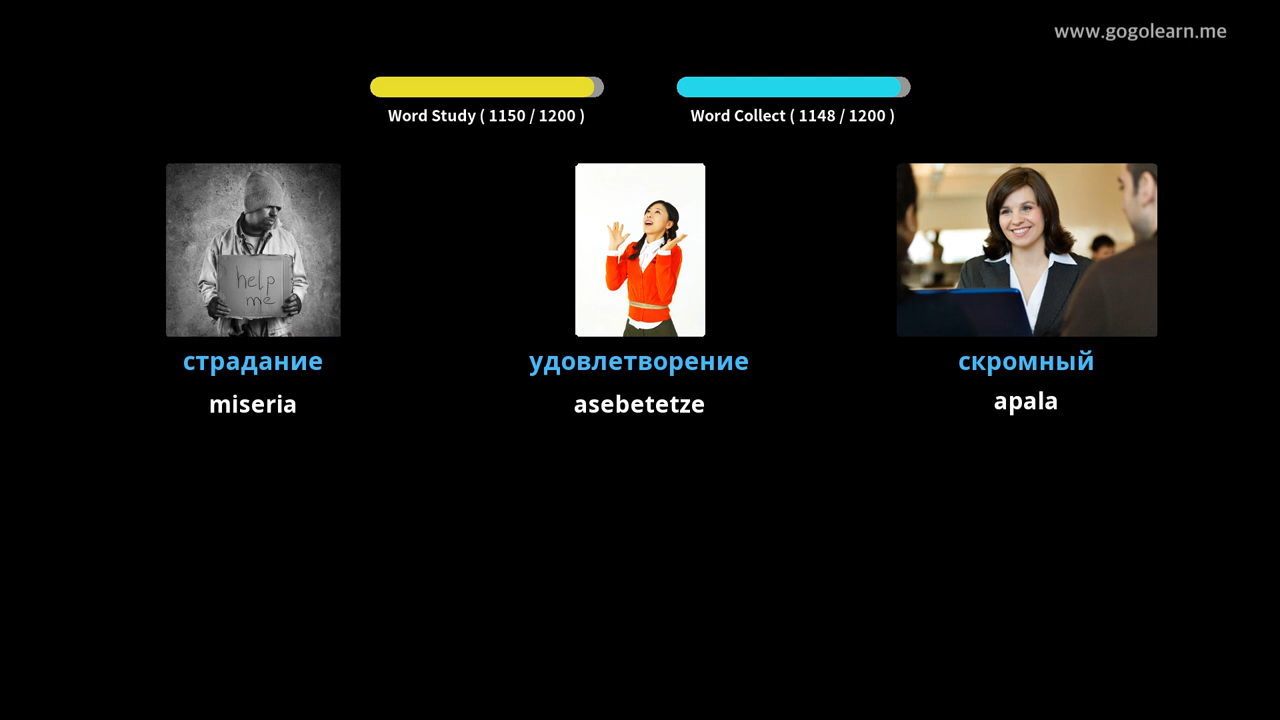 www.gogolearn.me
Word Study ( 1150 / 1200 )
Word Collect ( 1148 / 1200 )
help
me
страдание
удовлетворение
скромный
miseria
asebetetze
apala